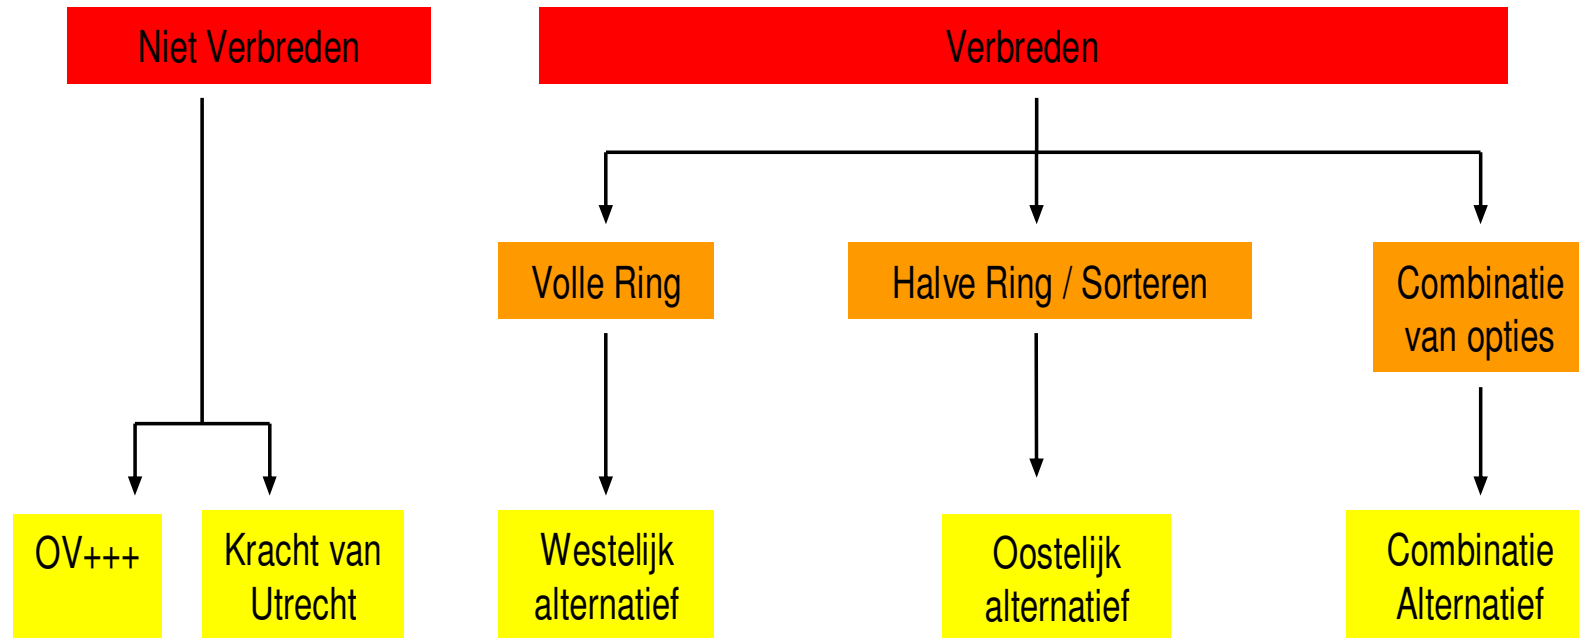 Niet Verbreden
Verbreden
Volle Ring
Halve Ring / Sorteren
Combinatie
van opties
OV+++
Kracht van
Utrecht
Westelijk
alternatief
Oostelijk
alternatief
Combinatie
Alternatief